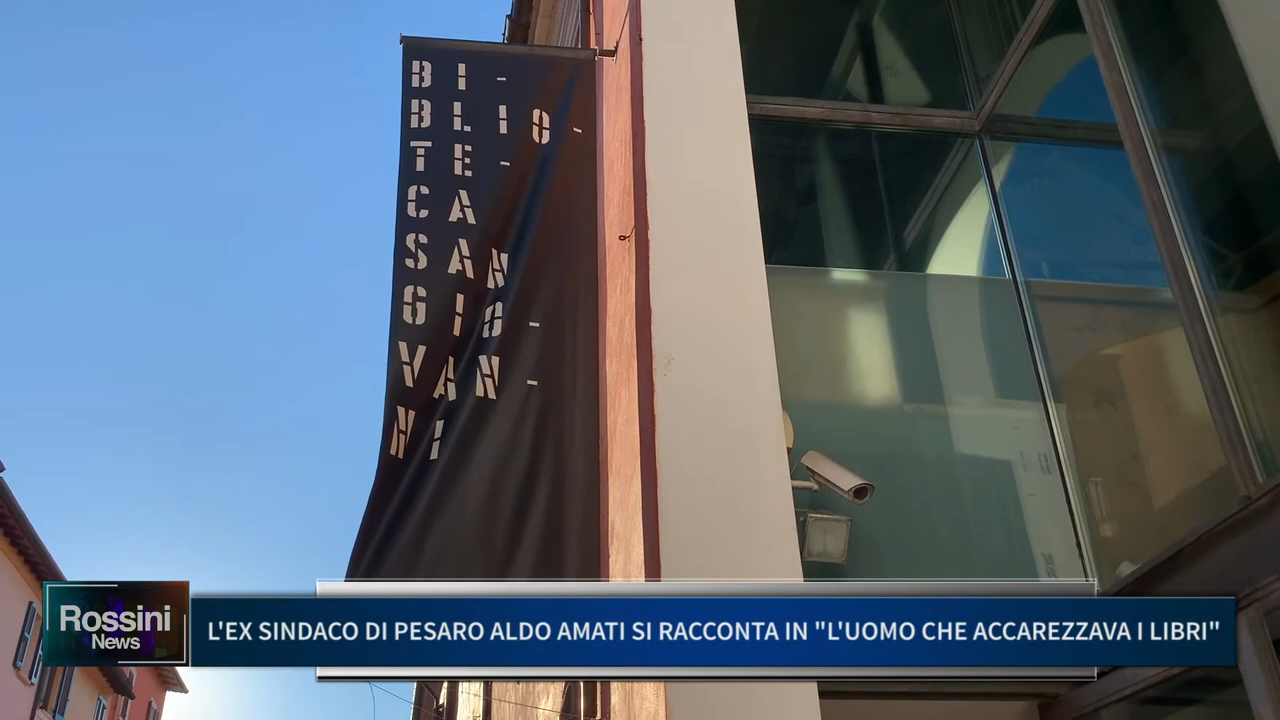 BI-
BLIO-
TE-
CA
SAN
GIO-
VAN-
NI
Rossini
News
L'EX SINDACO DI PESARO ALDO AMATI SI RACCONTA IN "L'UOMO CHE ACCAREZZAVA I LIBRI"